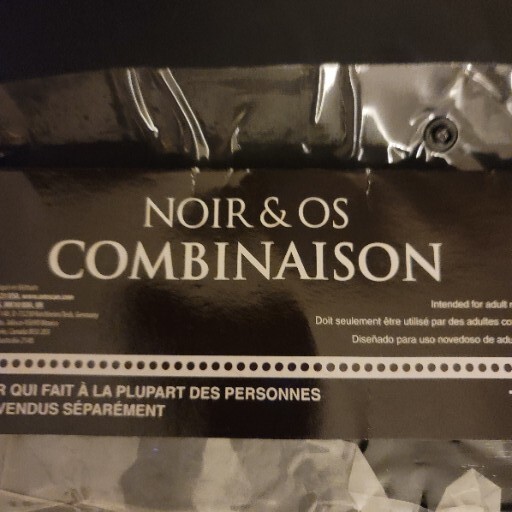 NOIR & OS
COMBINAISON
Intended for adult
Doit seulement être utilisé par des adultes
Diseñado para uso novedoso de
R QUI FAIT À LA PLUPART DES PERSONNES
VENDUS SÉPARÉMENT